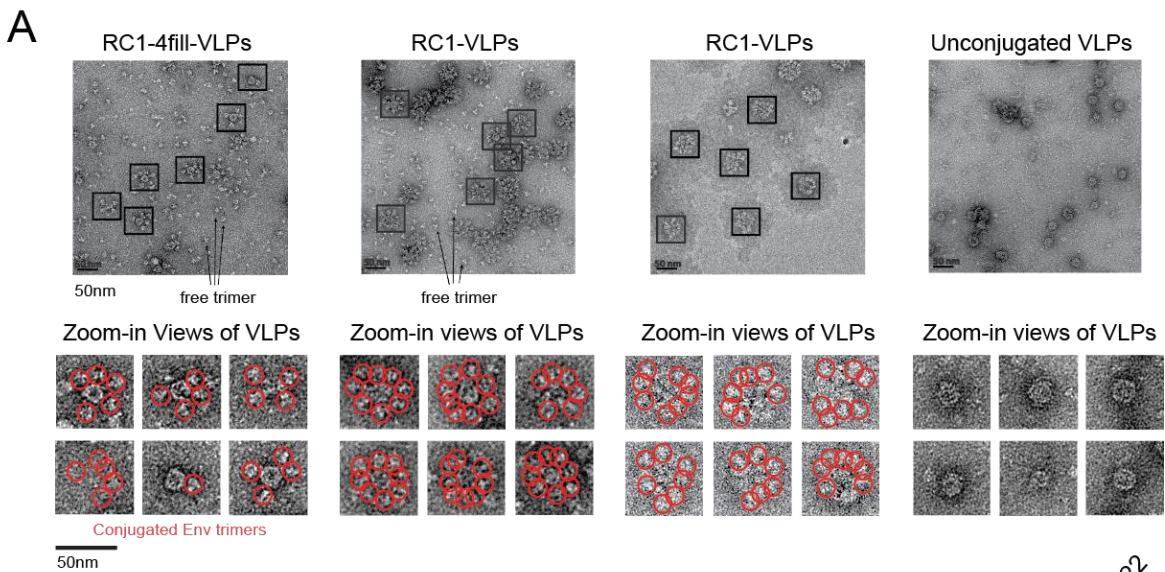 A
RC1-4fill-VLPs
RC1-VLPs
RC1-VLPs
Unconjugated VLPs
50 nm
50 nm
50 nm
50 nm
50nm
free trimer
free trimer
Zoom-in Views of VLPs
Zoom-in views of VLPs
Zoom-in views of VLPs
Zoom-in views of VLPs
Conjugated Env trimers
50nm